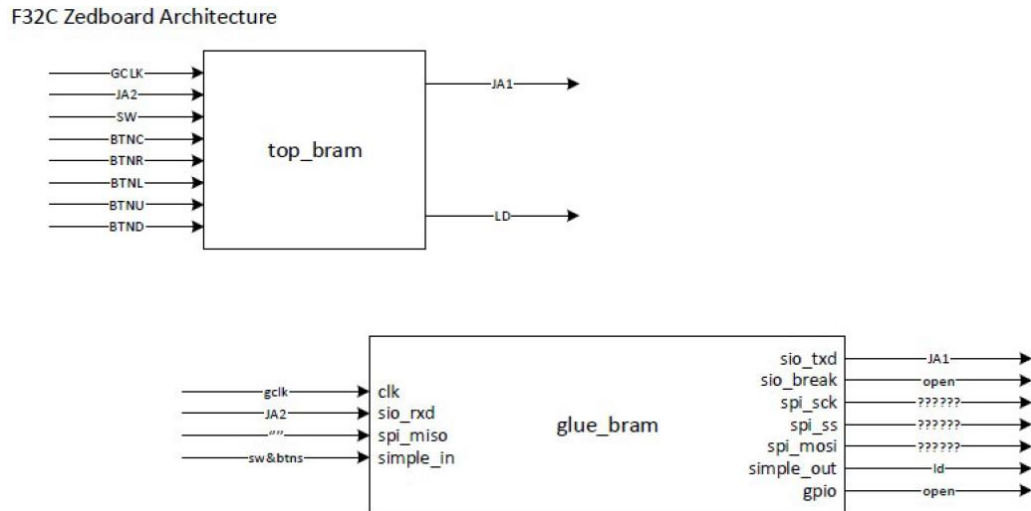 F32C Zedboard Architecture
GCLK
JA2
SW
BTNC
BTNR
BTNL
BTNU
BTND
top_bram
JA1
LD
gclk
JA2
""
sw&btns
clk
sio_rxd
spi_miso
simple_in
glue_bram
sio_txd
sio_break
spi_sck
spi_ss
spi_mosi
simple_out
gpio
JA1
open
??????
??????
??????
ld
open